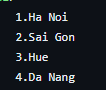 1.Ha Noi
2.Sai Gon
3.Hue
4.Da Nang